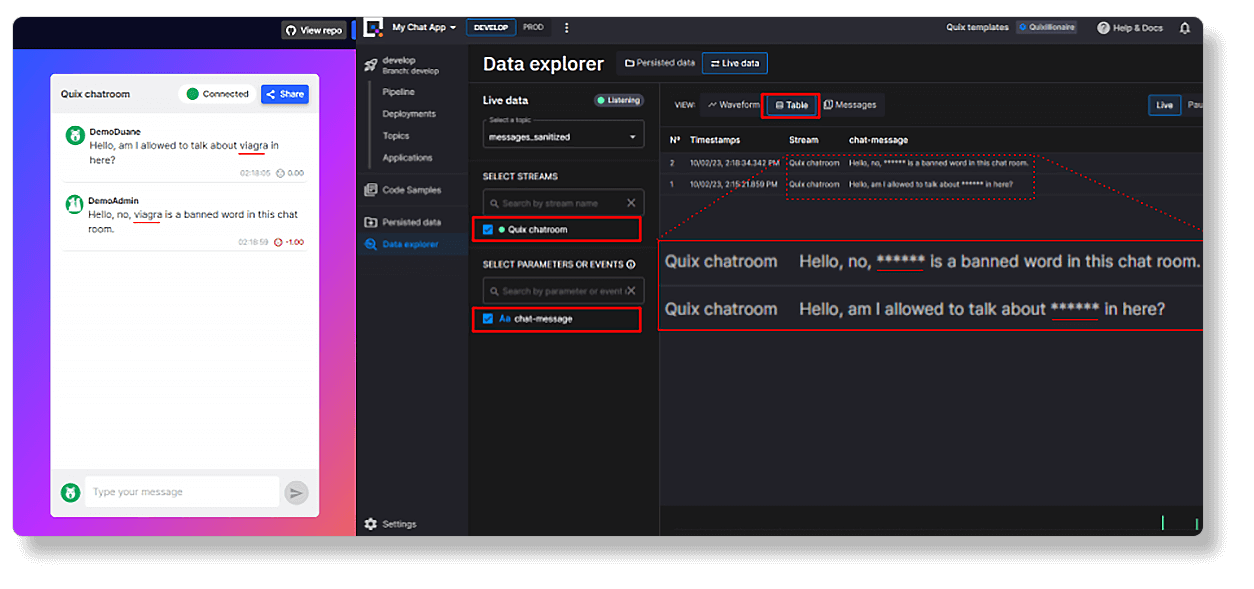 View repo
Quix chatroom
Connected
Share
DemoDuane
Hello, am I allowed to talk about viagra in
here?
02:18:05 0.00
DemoAdmin
Hello, no, viagra is a banned word in this chat
room.
02:18:59 -1.00
Type your message
My Chat App
DEVELOP
PROD
Quix templates
Quixillionaire
Help & Docs
develop
Branch: develop
Pipeline
Deployments
Topics
Applications
Code Samples
Persisted data
Data explorer
Settings
Data explorer
Persisted data
Live data
Live data
Listening
Select a topic
messages_sanitized
SELECT STREAMS
Search by stream name
Quix chatroom
SELECT PARAMETERS OR EVENTS
Search by parameter or event
Aa chat-message
VIEW:
Waveform
Table
Messages
Live
Pau
Nº Timestamps Stream chat-message
2 10/02/23, 2:18:34.342 PM Quix chatroom Hello, no, ****** is a banned word in this chat room.
1 10/02/23, 2:15:21.859 PM Quix chatroom Hello, am I allowed to talk about ****** in here?
Quix chatroom Hello, no, ****** is a banned word in this chat room.
Quix chatroom Hello, am I allowed to talk about ****** in here?